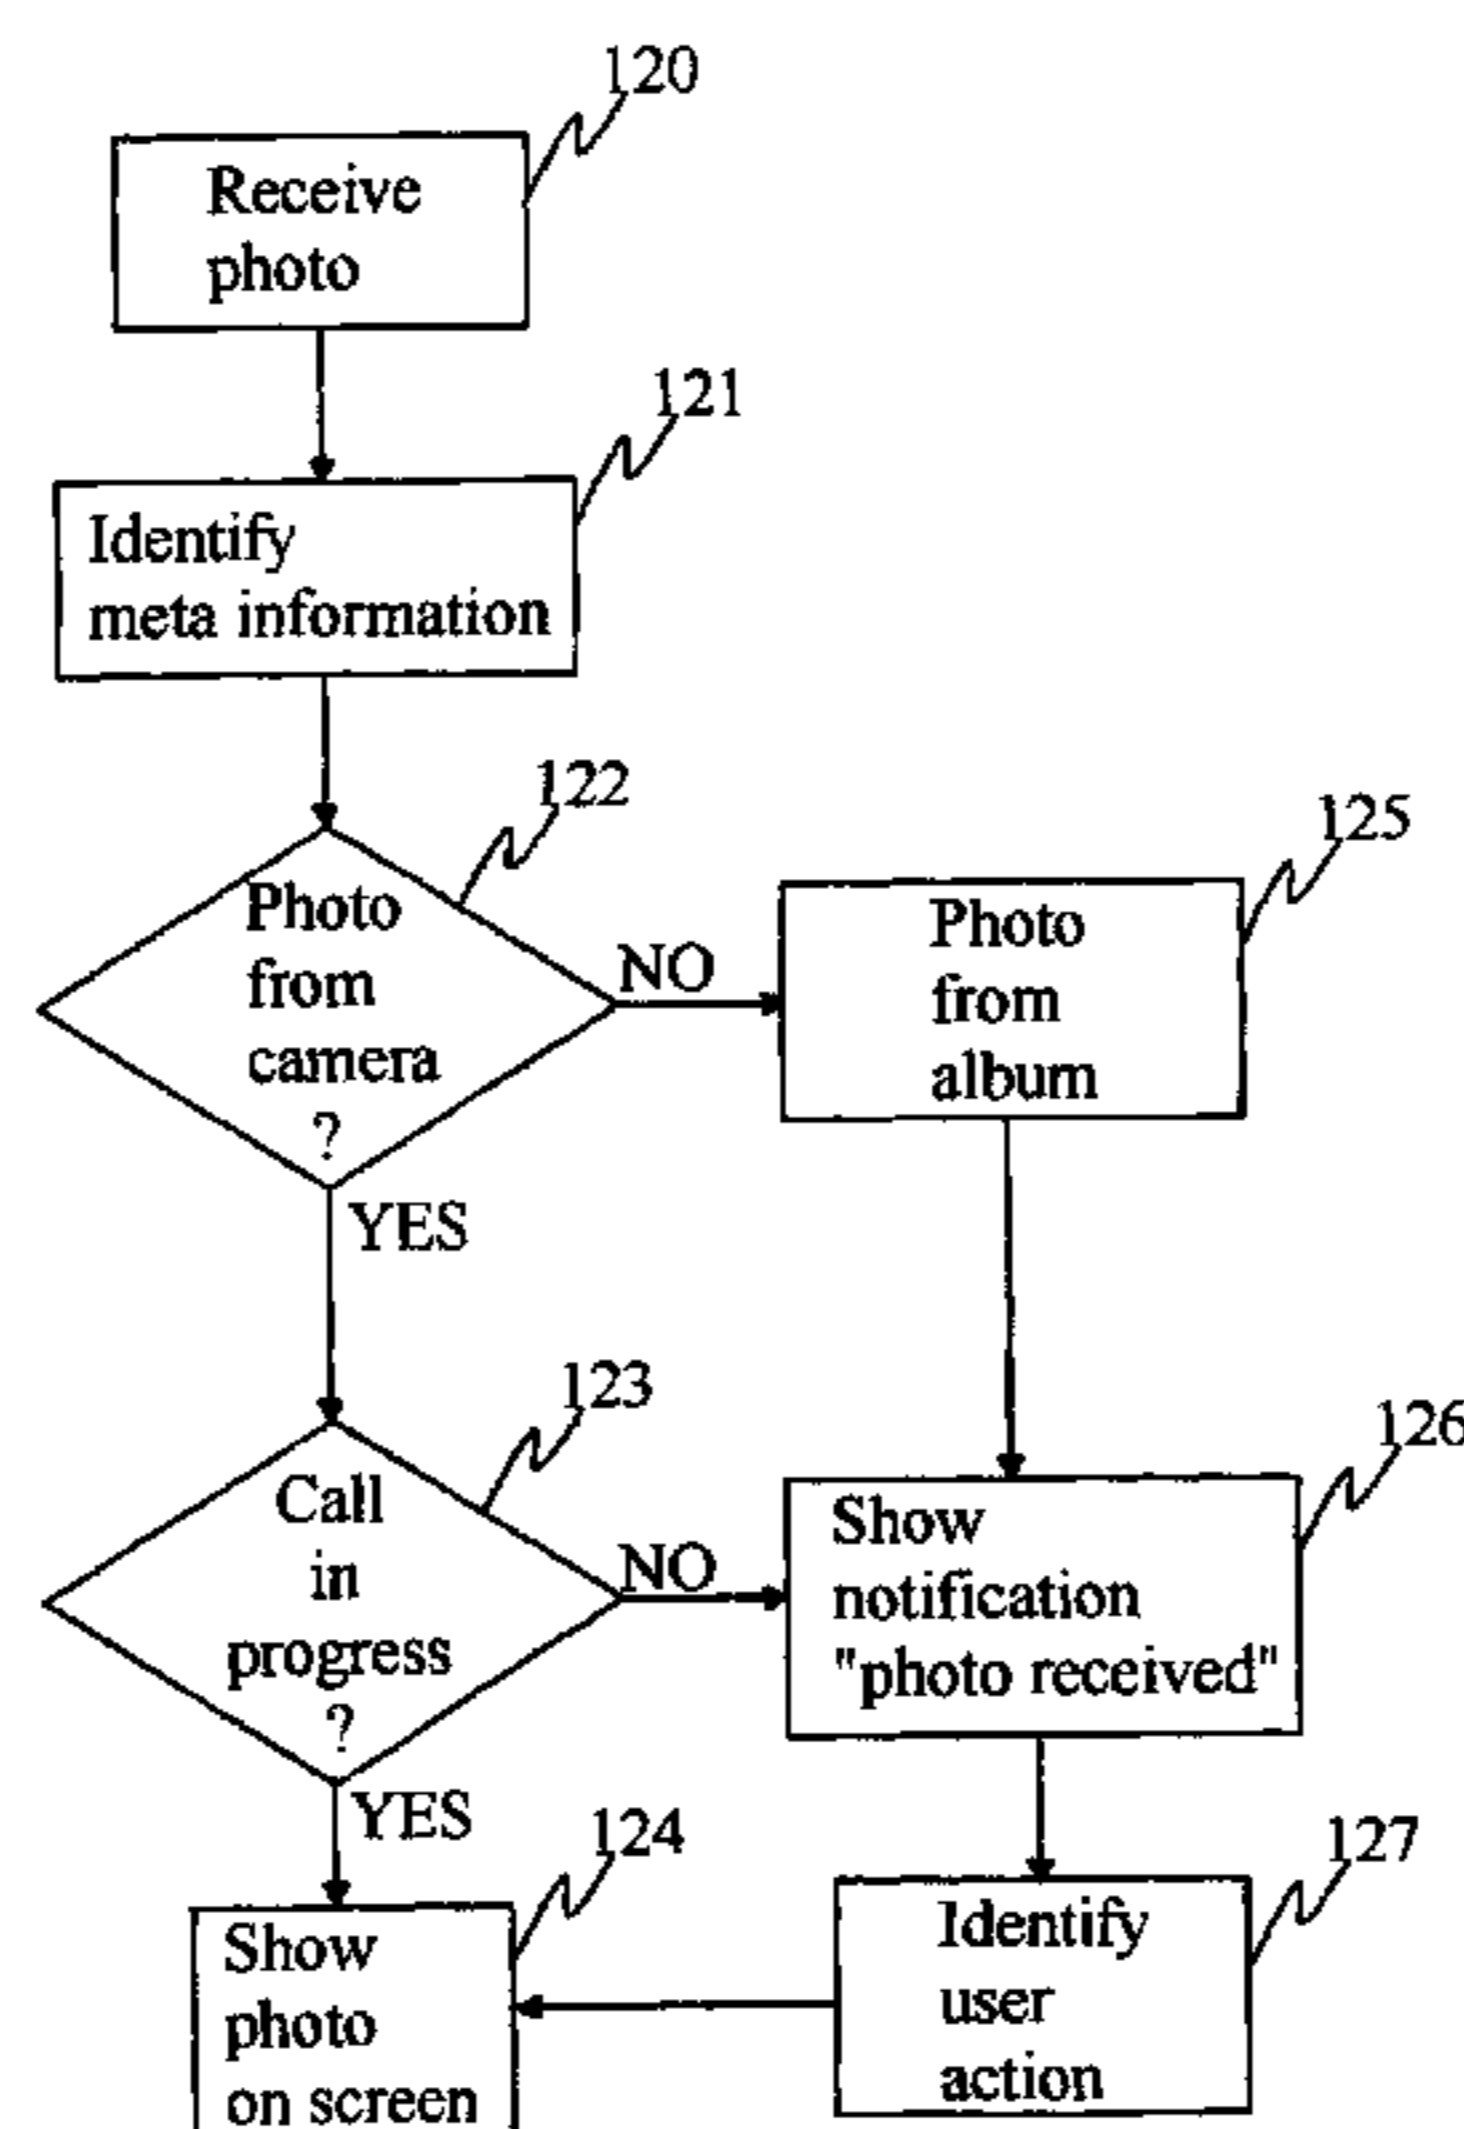 120
Receive
photo
121
Identify
meta information
122
Photo
from
camera
?
NO
125
Photo
from
album
YES
123
Call
in
progress
?
NO
126
Show
notification
"photo received"
YES
124
Show
photo
on screen
127
Identify
user
action